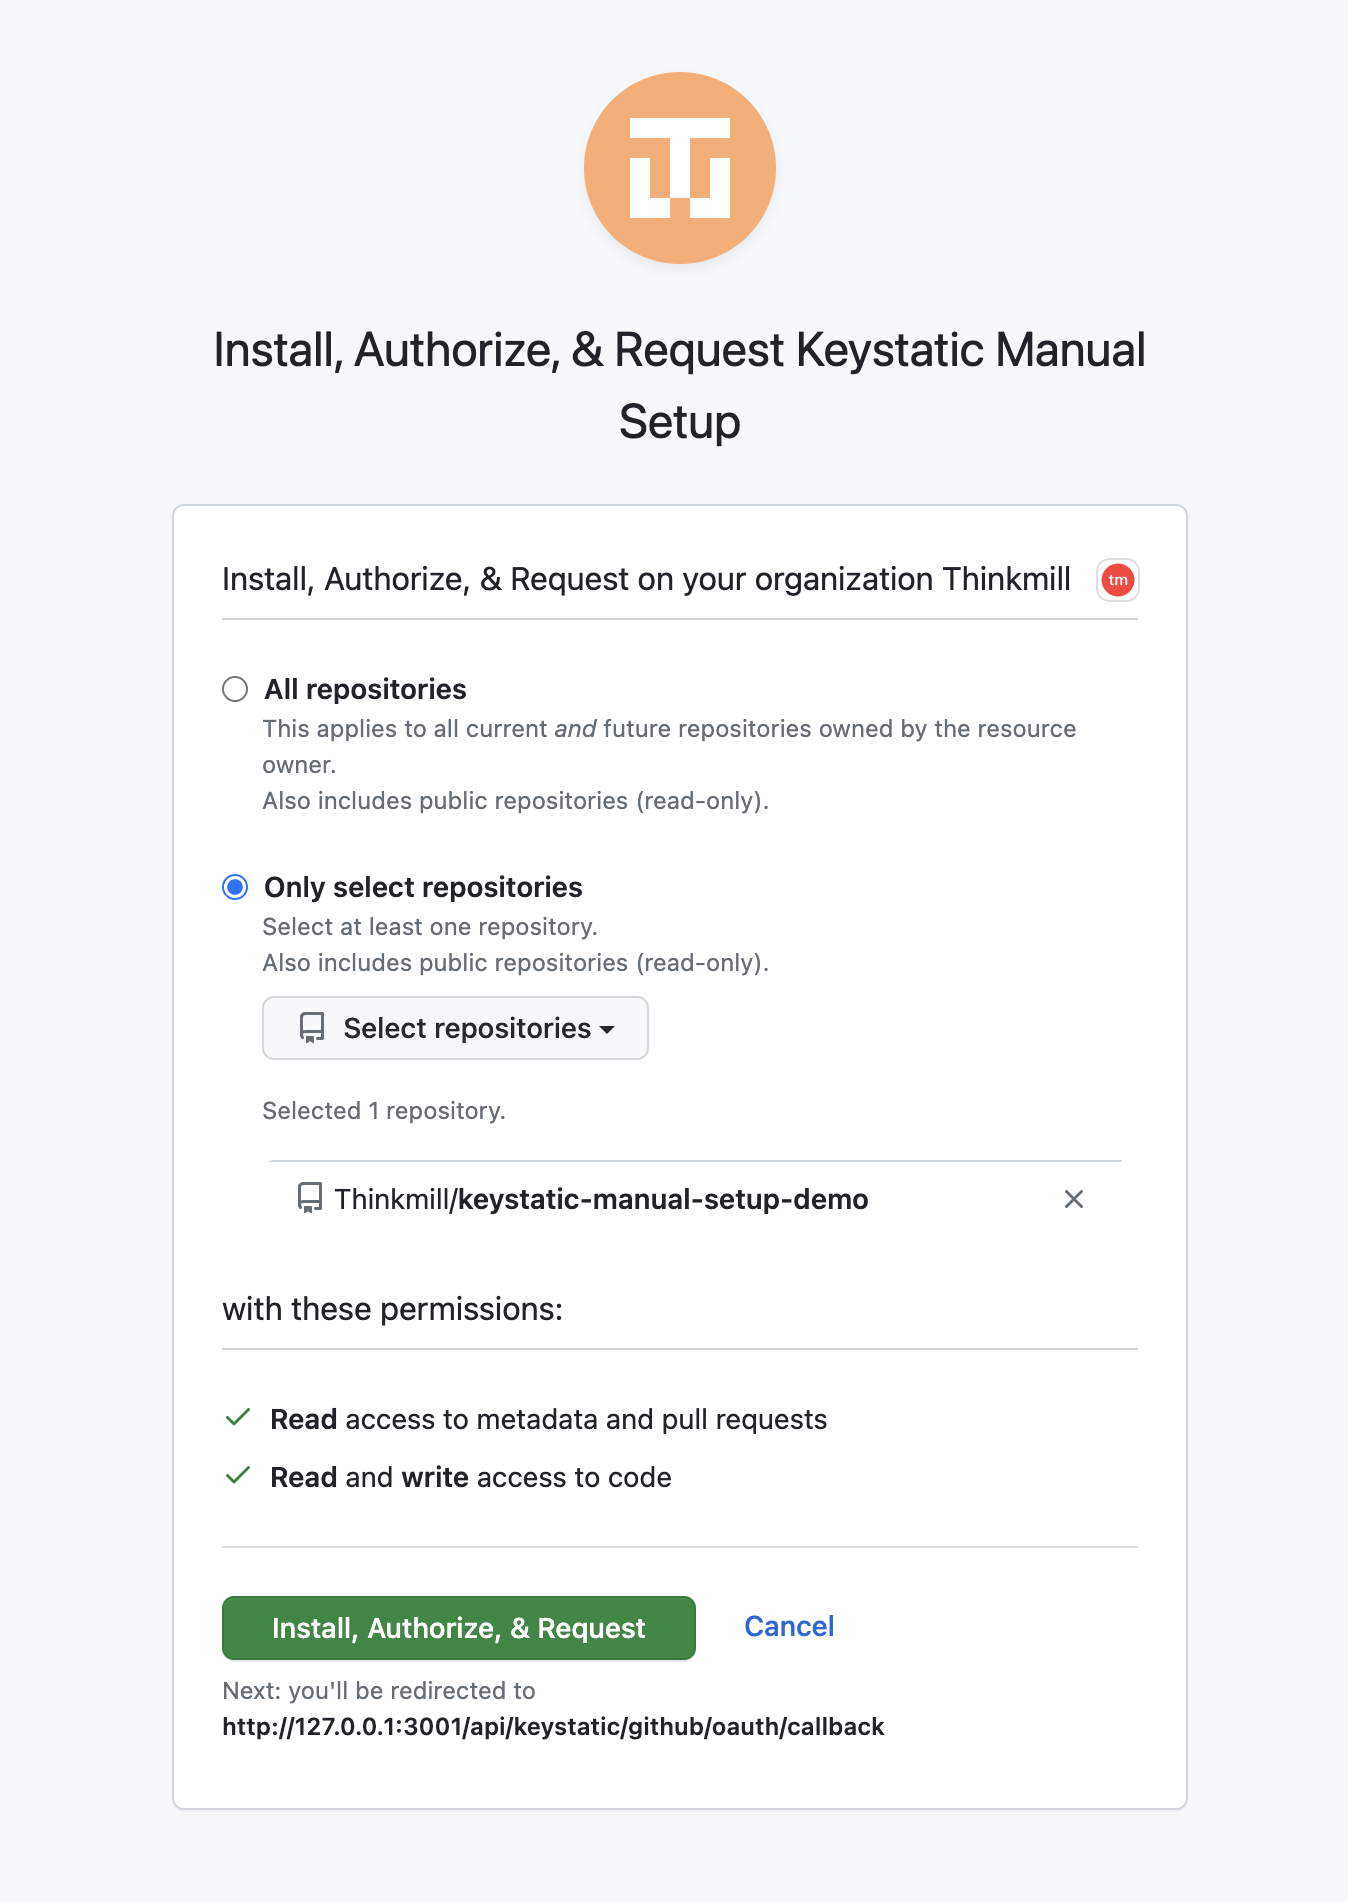 Install, Authorize, & Request Keystatic Manual
Setup
Install, Authorize, & Request on your organization Thinkmill
tm
All repositories
This applies to all current and future repositories owned by the resource
owner.
Also includes public repositories (read-only).
Only select repositories
Select at least one repository.
Also includes public repositories (read-only).
Select repositories
Selected 1 repository.
Thinkmill/keystatic-manual-setup-demo
with these permissions:
Read access to metadata and pull requests
Read and write access to code
Install, Authorize, & Request
Cancel
Next: you'll be redirected to
http://127.0.0.1:3001/api/keystatic/github/oauth/callback